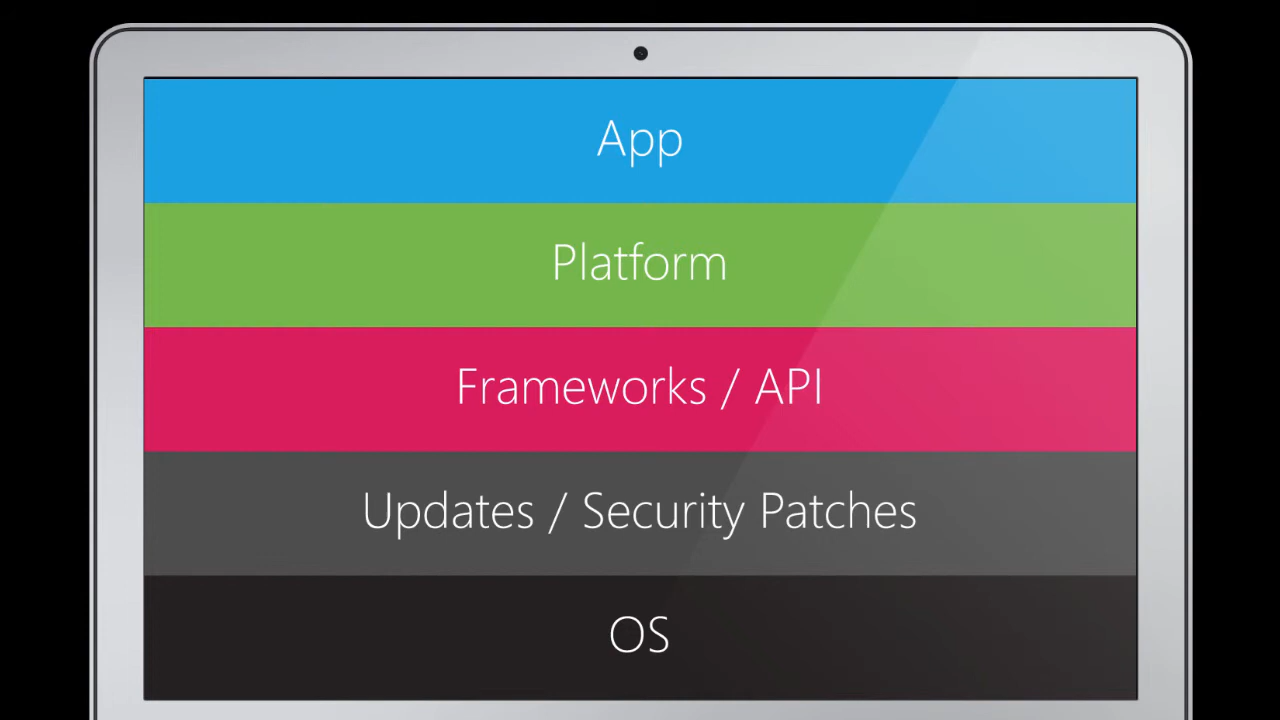 App
Platform
Frameworks / API
Updates / Security Patches
OS